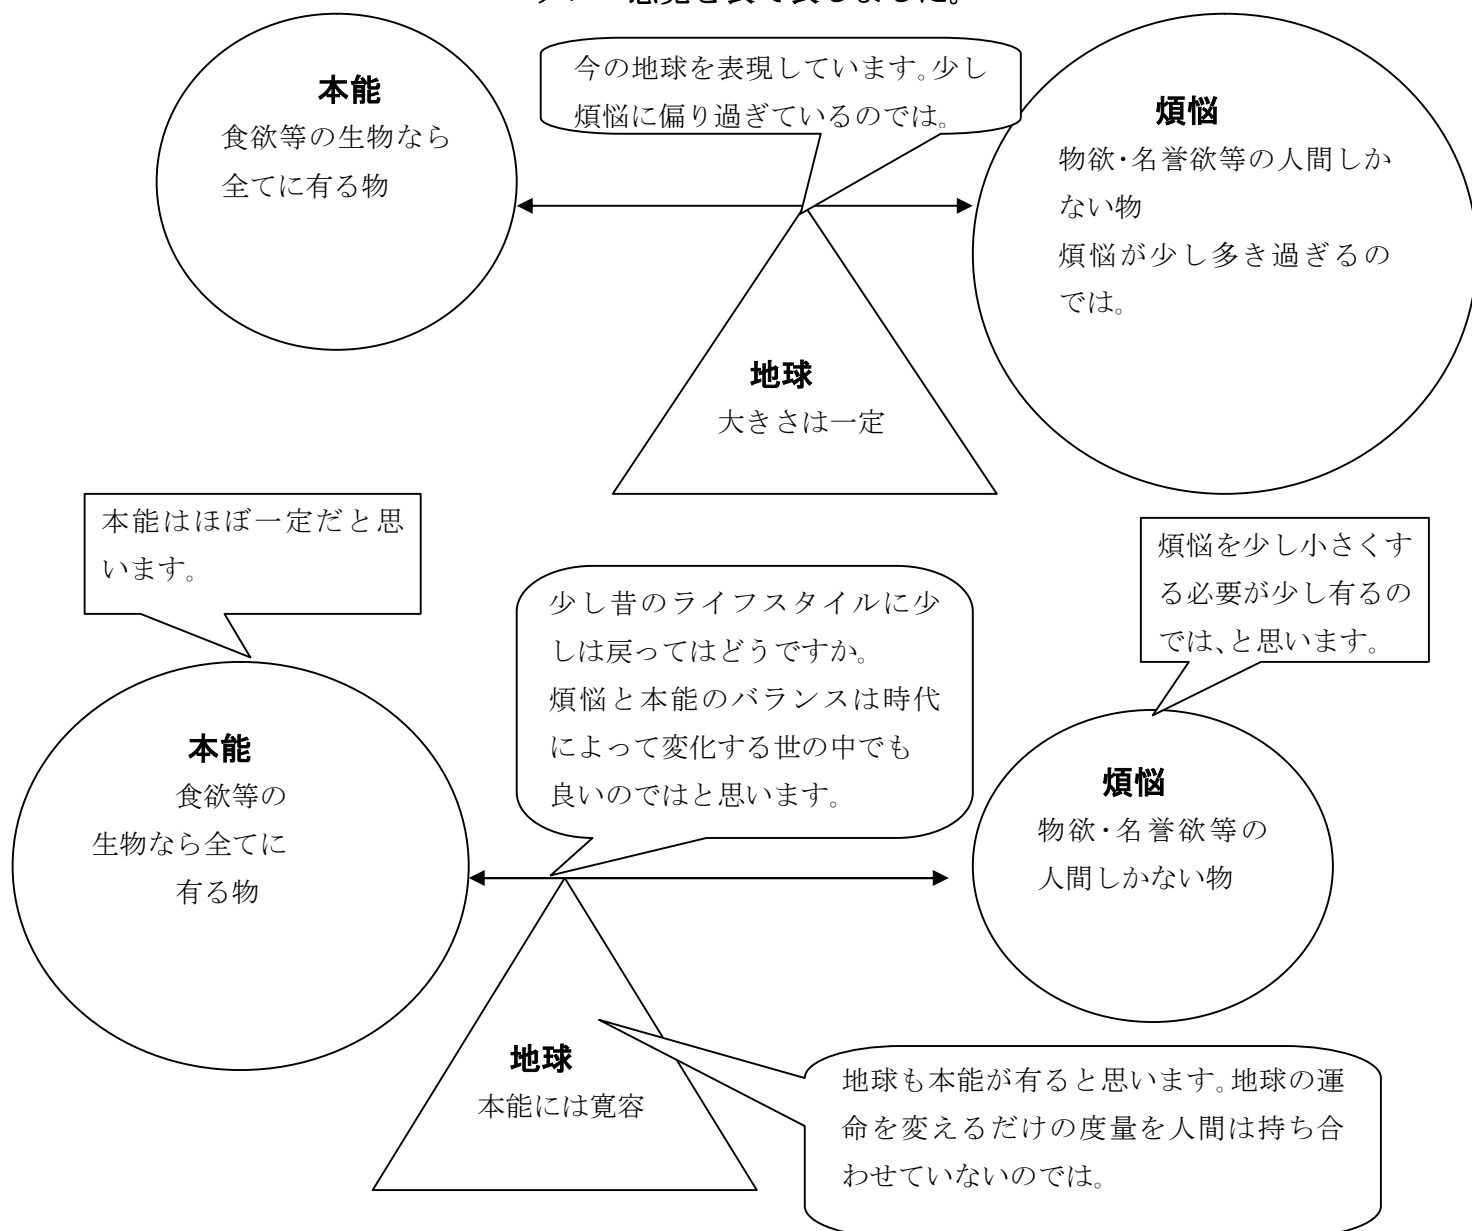 本能
食欲等の生物なら
全てに有る物
今の地球を表現しています。少し
煩悩に偏り過ぎているのでは。
煩悩
物欲・名誉欲等の人間しか
ない物
煩悩が少し多き過ぎるの
では。
地球
大きさは一定
本能はほぼ一定だと思
います。
少し昔のライフスタイルに少
しは戻ってはどうですか。
煩悩と本能のバランスは時代
によって変化する世の中でも
良いのではと思います。
煩悩を少し小さくす
る必要が少し有るの
では、と思います。
本能
食欲等の
生物なら全てに
有る物
煩悩
物欲・名誉欲等の
人間しかない物
地球
本能には寛容
地球も本能が有ると思います。地球の運
命を変えるだけの度量を人間は持ち合
わせていないのでは。